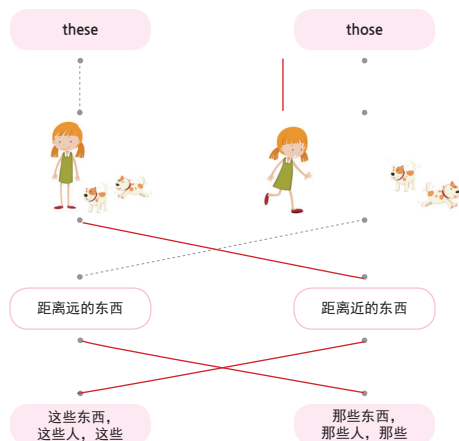 these
those
距离远的东西
距离近的东西
这些东西，
这些人，这些
那些东西，
那些人，那些